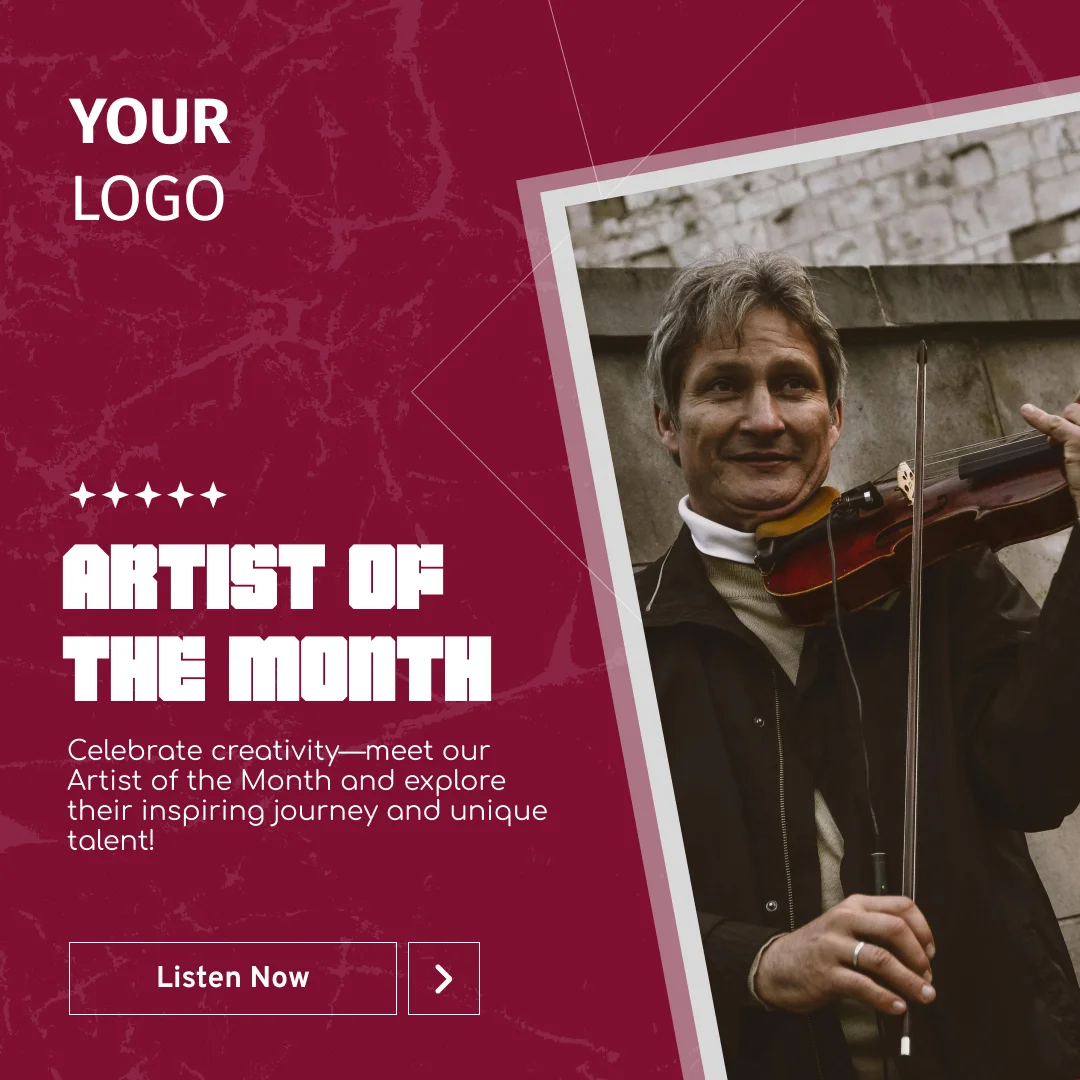 YOUR
LOGO
ARTIST OF
THE MONTH
Celebrate creativity—meet our
Artist of the Month and explore
their inspiring journey and unique
talent!
Listen Now